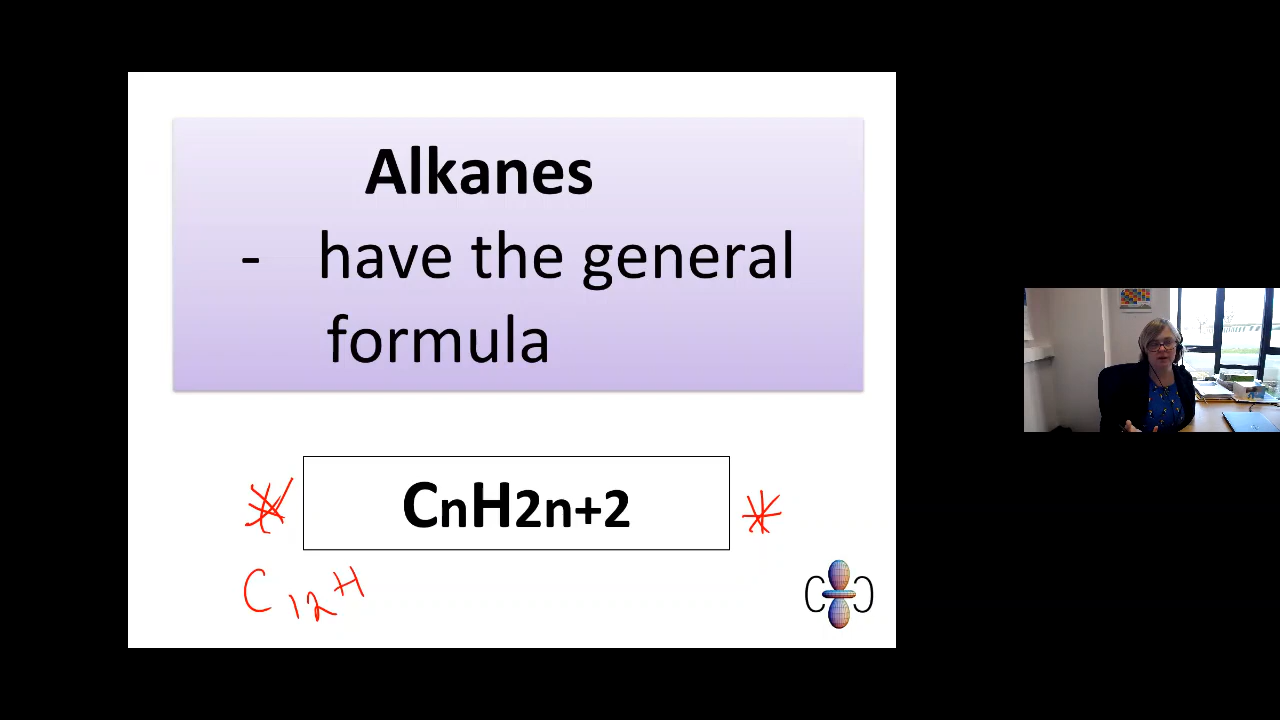 Alkanes
- have the general
formula
CnH2n+2
C12H